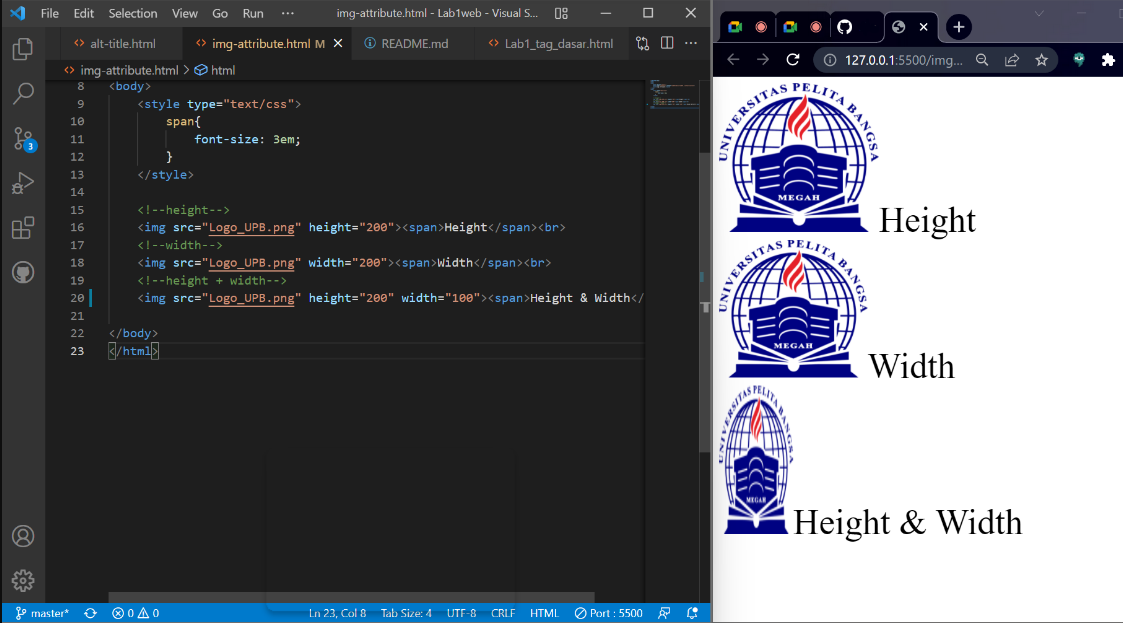 File Edit Selection View Go Run ··· img-attribute.html - Lab1web - Visual S...
alt-title.html img-attribute.html M README.md Lab1_tag_dasar.html ···
img-attribute.html > html
8 <body>
9 <style type="text/css">
10 span{
11 font-size: 3em;
12 }
13 </style>
14
15 <!--height-->
16 <img src="Logo_UPB.png" height="200"><span>Height</span><br>
17 <!--width-->
18 <img src="Logo_UPB.png" width="200"><span>Width</span><br>
19 <!--height + width-->
20 <img src="Logo_UPB.png" height="200" width="100"><span>Height & Width</
21
22 </body>
23 </html>
3
master* 0 0 Ln 23, Col 8 Tab Size: 4 UTF-8 CRLF HTML Port : 5500
127.0.0.1:5500/img...
UNIVERSITAS PELITA BANGSA
MEGAH
Height
UNIVERSITAS PELITA BANGSA
MEGAH
Width
UNIVERSITAS PELITA BANGSA
MEGAH
Height & Width